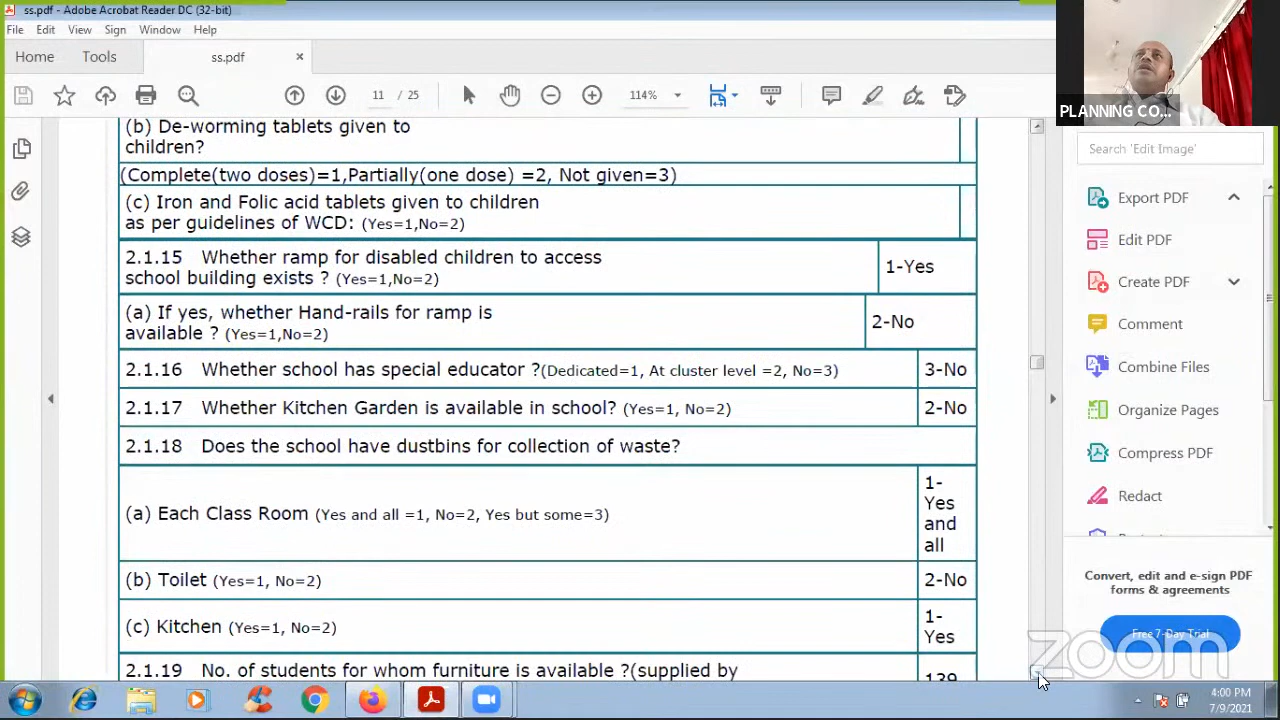 ss.pdf - Adobe Acrobat Reader DC (32-bit)
File Edit View Sign Window Help
Home Tools ss.pdf ×
11 / 25 114%
PLANNING CO...
Search 'Edit Image'
Export PDF
Edit PDF
Create PDF
Comment
Combine Files
Organize Pages
Compress PDF
Redact
Convert, edit and e-sign PDF
forms & agreements
Free 7-Day Trial
zoom
(b) De-worming tablets given to
children?
(Complete(two doses)=1,Partially(one dose) =2, Not given=3)
(c) Iron and Folic acid tablets given to children
as per guidelines of WCD: (Yes=1,No=2)
2.1.15 Whether ramp for disabled children to access
school building exists ? (Yes=1,No=2)
1-Yes
(a) If yes, whether Hand-rails for ramp is
available ? (Yes=1,No=2)
2-No
2.1.16 Whether school has special educator ?(Dedicated=1, At cluster level =2, No=3) 3-No
2.1.17 Whether Kitchen Garden is available in school? (Yes=1, No=2) 2-No
2.1.18 Does the school have dustbins for collection of waste?
(a) Each Class Room (Yes and all =1, No=2, Yes but some=3)
1-
Yes
and
all
(b) Toilet (Yes=1, No=2) 2-No
(c) Kitchen (Yes=1, No=2)
1-
Yes
2.1.19 No. of students for whom furniture is available ?(supplied by
139
4:00 PM
7/9/2021